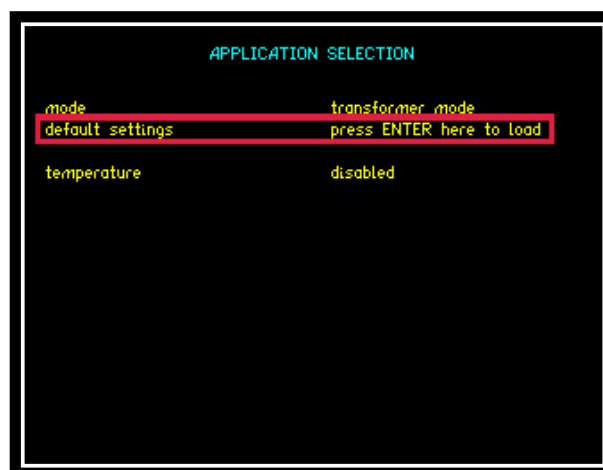 APPLICATION SELECTION
mode transformer mode
default settings press ENTER here to load
temperature disabled